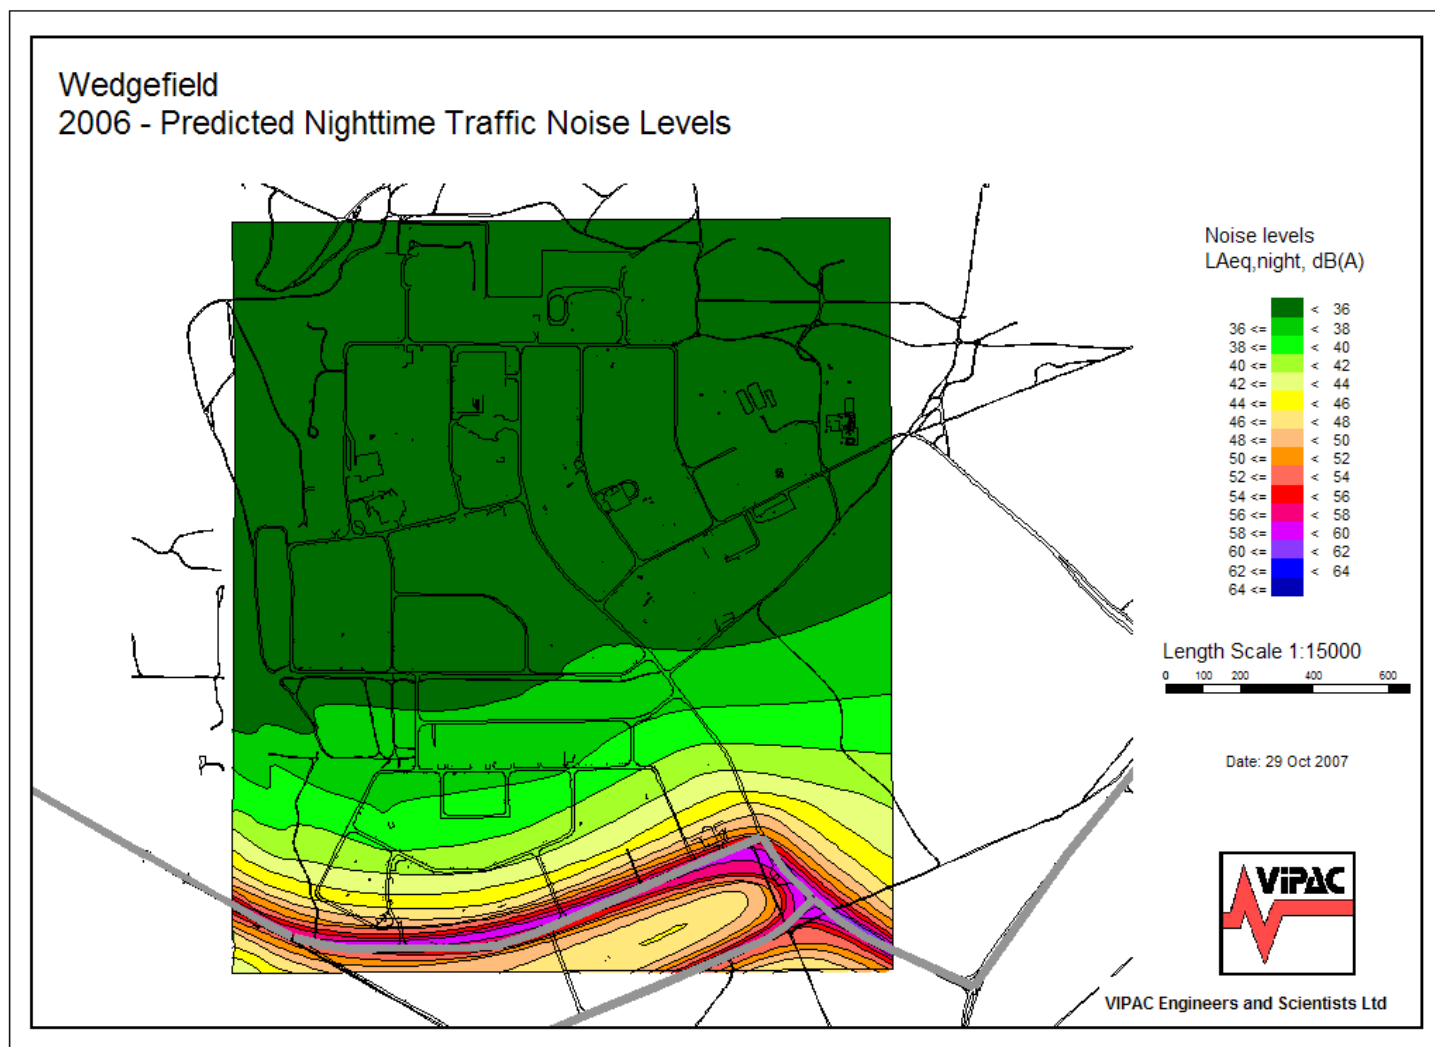 Wedgefield
2006 - Predicted Nighttime Traffic Noise Levels
Noise levels
LAeq,night, dB(A)
< 36
36 <= < 38
38 <= < 40
40 <= < 42
42 <= < 44
44 <= < 46
46 <= < 48
48 <= < 50
50 <= < 52
52 <= < 54
54 <= < 56
56 <= < 58
58 <= < 60
60 <= < 62
62 <= < 64
64 <=
Length Scale 1:15000
0 100 200 400 600
Date: 29 Oct 2007
ViPAC
VIPAC Engineers and Scientists Ltd